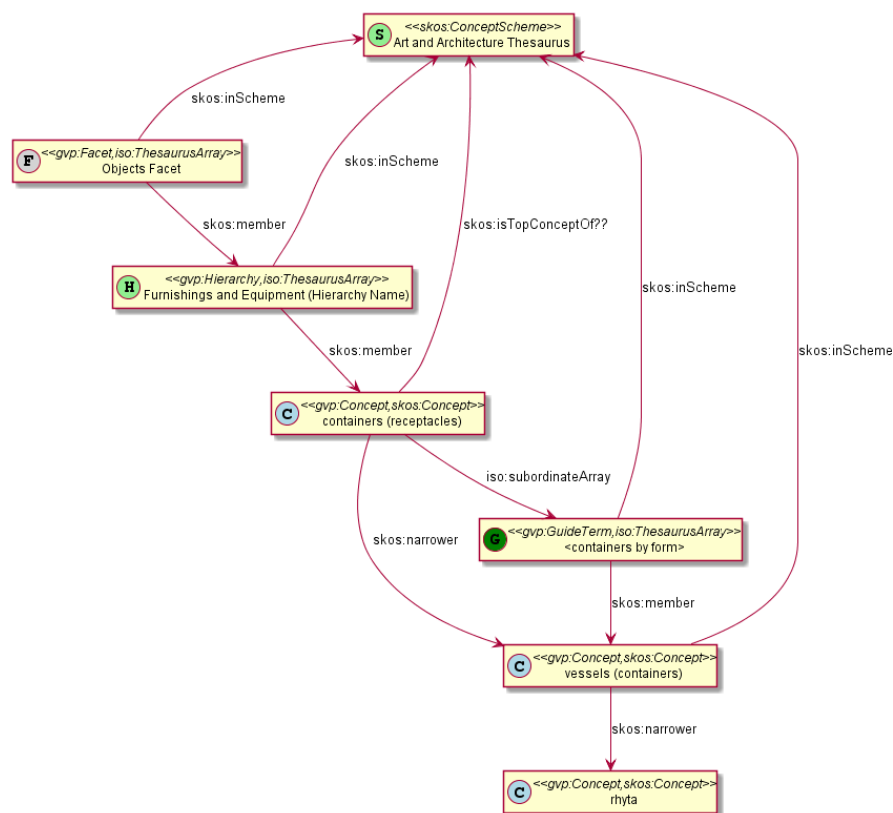 S
<<skos:ConceptScheme>>
Art and Architecture Thesaurus
skos:inScheme
F
<<gvp:Facet,iso:ThesaurusArray>>
Objects Facet
skos:inScheme
skos:member
skos:isTopConceptOf??
H
<<gvp:Hierarchy,iso:ThesaurusArray>>
Furnishings and Equipment (Hierarchy Name)
skos:inScheme
skos:member
skos:inScheme
C
<<gvp:Concept,skos:Concept>>
containers (receptacles)
iso:subordinateArray
G
<<gvp:GuideTerm,iso:ThesaurusArray>>
<containers by form>
skos:narrower
skos:member
C
<<gvp:Concept,skos:Concept>>
vessels (containers)
skos:narrower
C
<<gvp:Concept,skos:Concept>>
rhyta